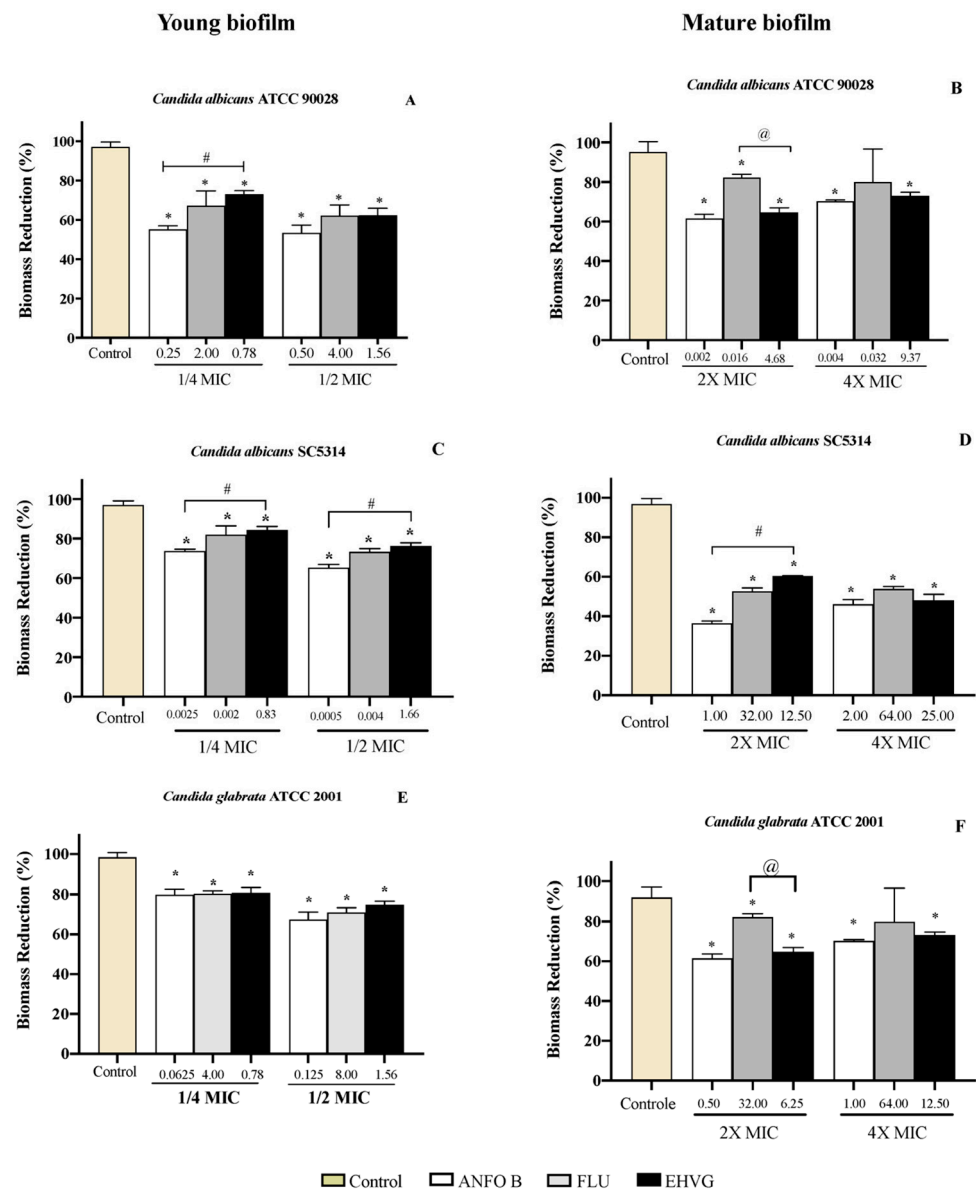 Young biofilm
Mature biofilm
Candida albicans ATCC 90028 A
Biomass Reduction (%)
100
80
60
40
20
0
#
* * * * * *
Control 0.25 2.00 0.78 0.50 4.00 1.56
1/4 MIC 1/2 MIC
Candida albicans ATCC 90028 B
Biomass Reduction (%)
100
80
60
40
20
0
@
* * * * *
Control 0.002 0.016 4.68 0.004 0.032 9.37
2X MIC 4X MIC
Candida albicans SC5314 C
Biomass Reduction (%)
100
80
60
40
20
0
# #
* * * * * *
Control 0.0025 0.002 0.83 0.0005 0.004 1.66
1/4 MIC 1/2 MIC
Candida albicans SC5314 D
Biomass Reduction (%)
100
80
60
40
20
0
#
* * * * * *
Control 1.00 32.00 12.50 2.00 64.00 25.00
2X MIC 4X MIC
Candida glabrata ATCC 2001 E
Biomass Reduction (%)
100
80
60
40
20
0
* * * * * *
Control 0.0625 4.00 0.78 0.125 8.00 1.56
1/4 MIC 1/2 MIC
Candida glabrata ATCC 2001 F
Biomass Reduction (%)
100
80
60
40
20
0
@
* * * * *
Controle 0.50 32.00 6.25 1.00 64.00 12.50
2X MIC 4X MIC
Control ANFO B FLU EHVG